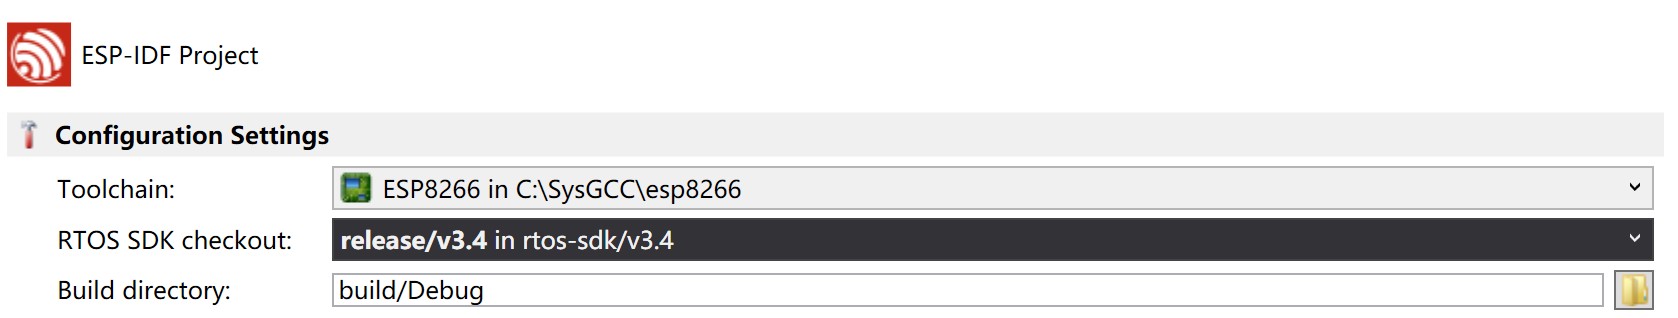 ESP-IDF Project
Configuration Settings
Toolchain: ESP8266 in C:\SysGCC\esp8266
RTOS SDK checkout: release/v3.4 in rtos-sdk/v3.4
Build directory: build/Debug